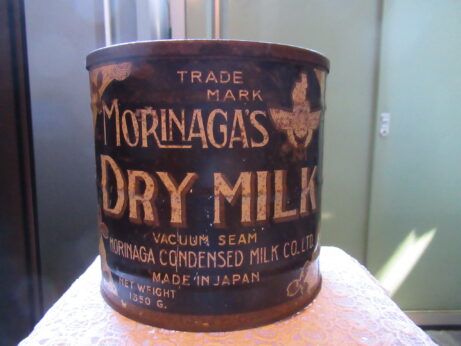 TRADE
MARK
MORINAGA'S
DRY MILK
VACUUM SEAM
MORINAGA CONDENSED MILK CO., LTD.
MADE IN JAPAN
NET WEIGHT
1350 G.